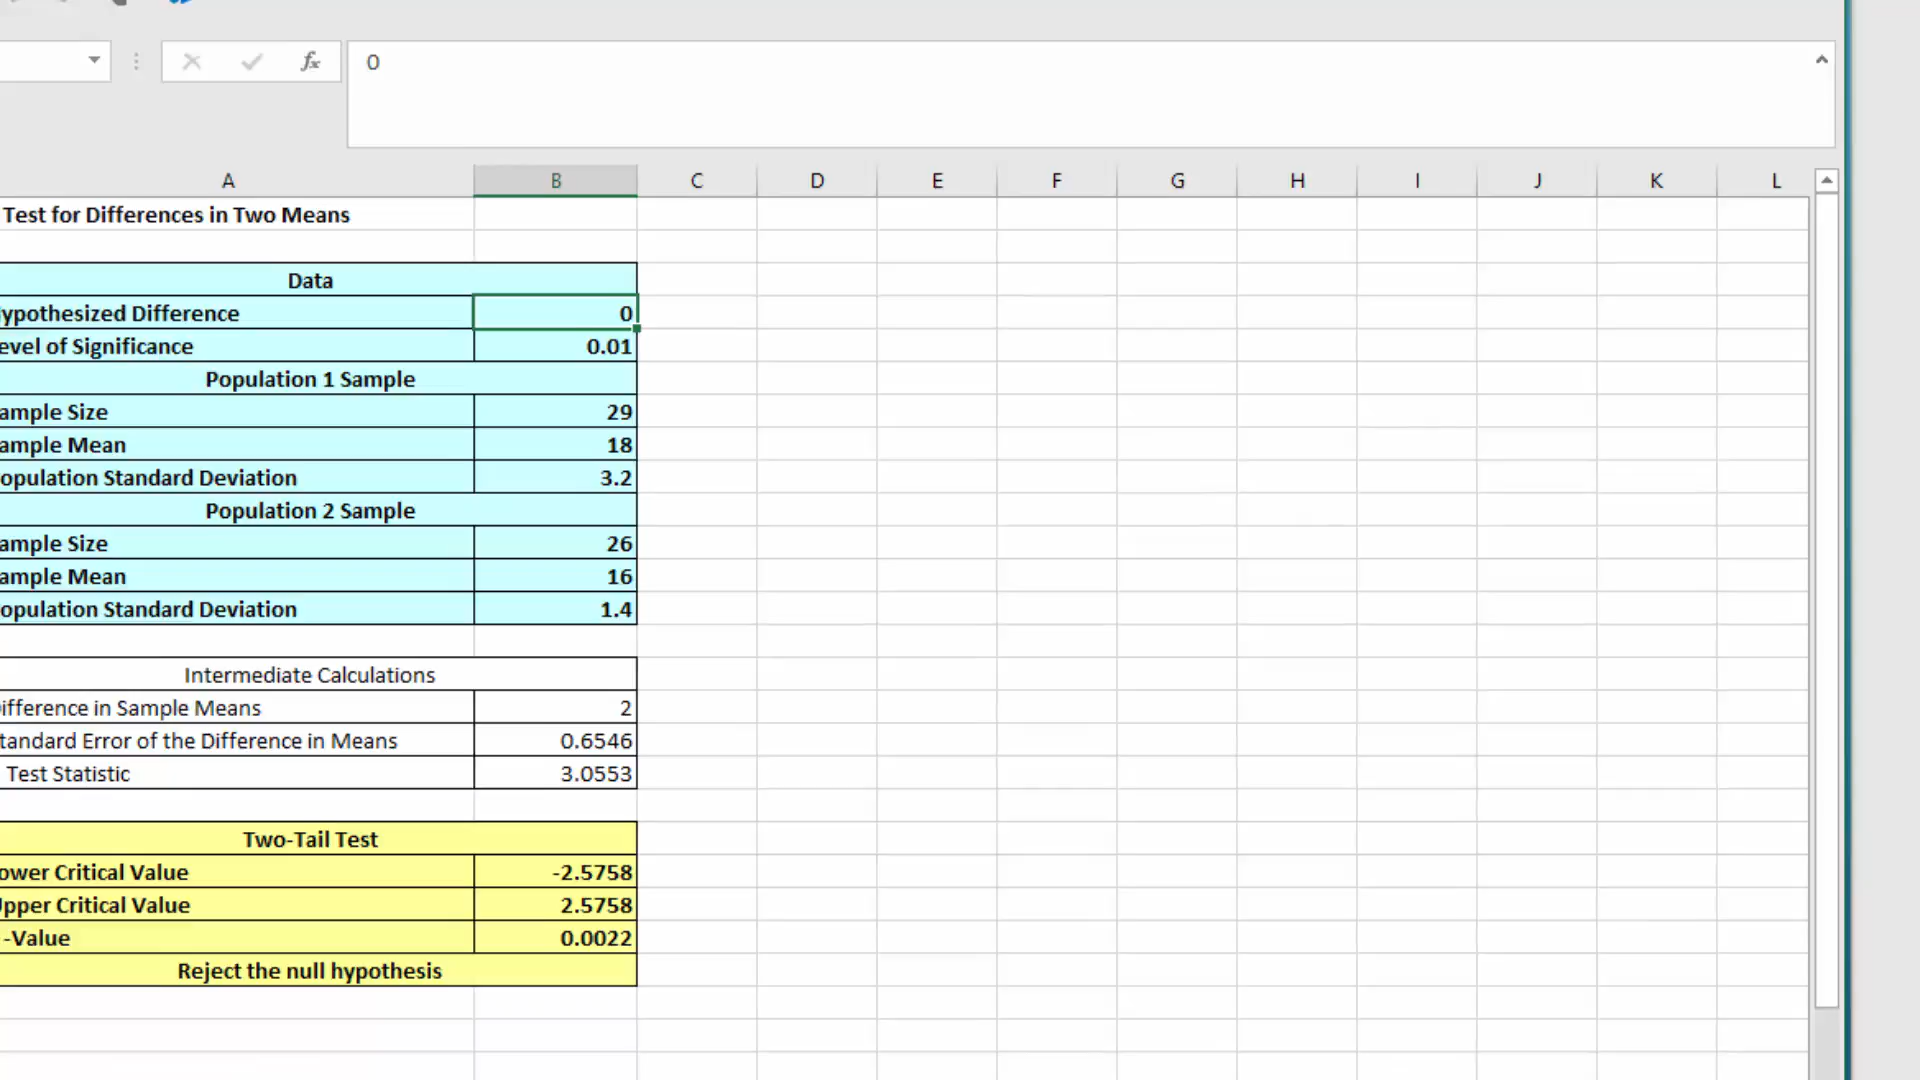 fx 0
A B C D E F G H I J K L
Test for Differences in Two Means
Data
ypothesized Difference 0
evel of Significance 0.01
Population 1 Sample
ample Size 29
ample Mean 18
opulation Standard Deviation 3.2
Population 2 Sample
ample Size 26
ample Mean 16
opulation Standard Deviation 1.4
Intermediate Calculations
ifference in Sample Means 2
tandard Error of the Difference in Means 0.6546
Test Statistic 3.0553
Two-Tail Test
ower Critical Value -2.5758
pper Critical Value 2.5758
-Value 0.0022
Reject the null hypothesis